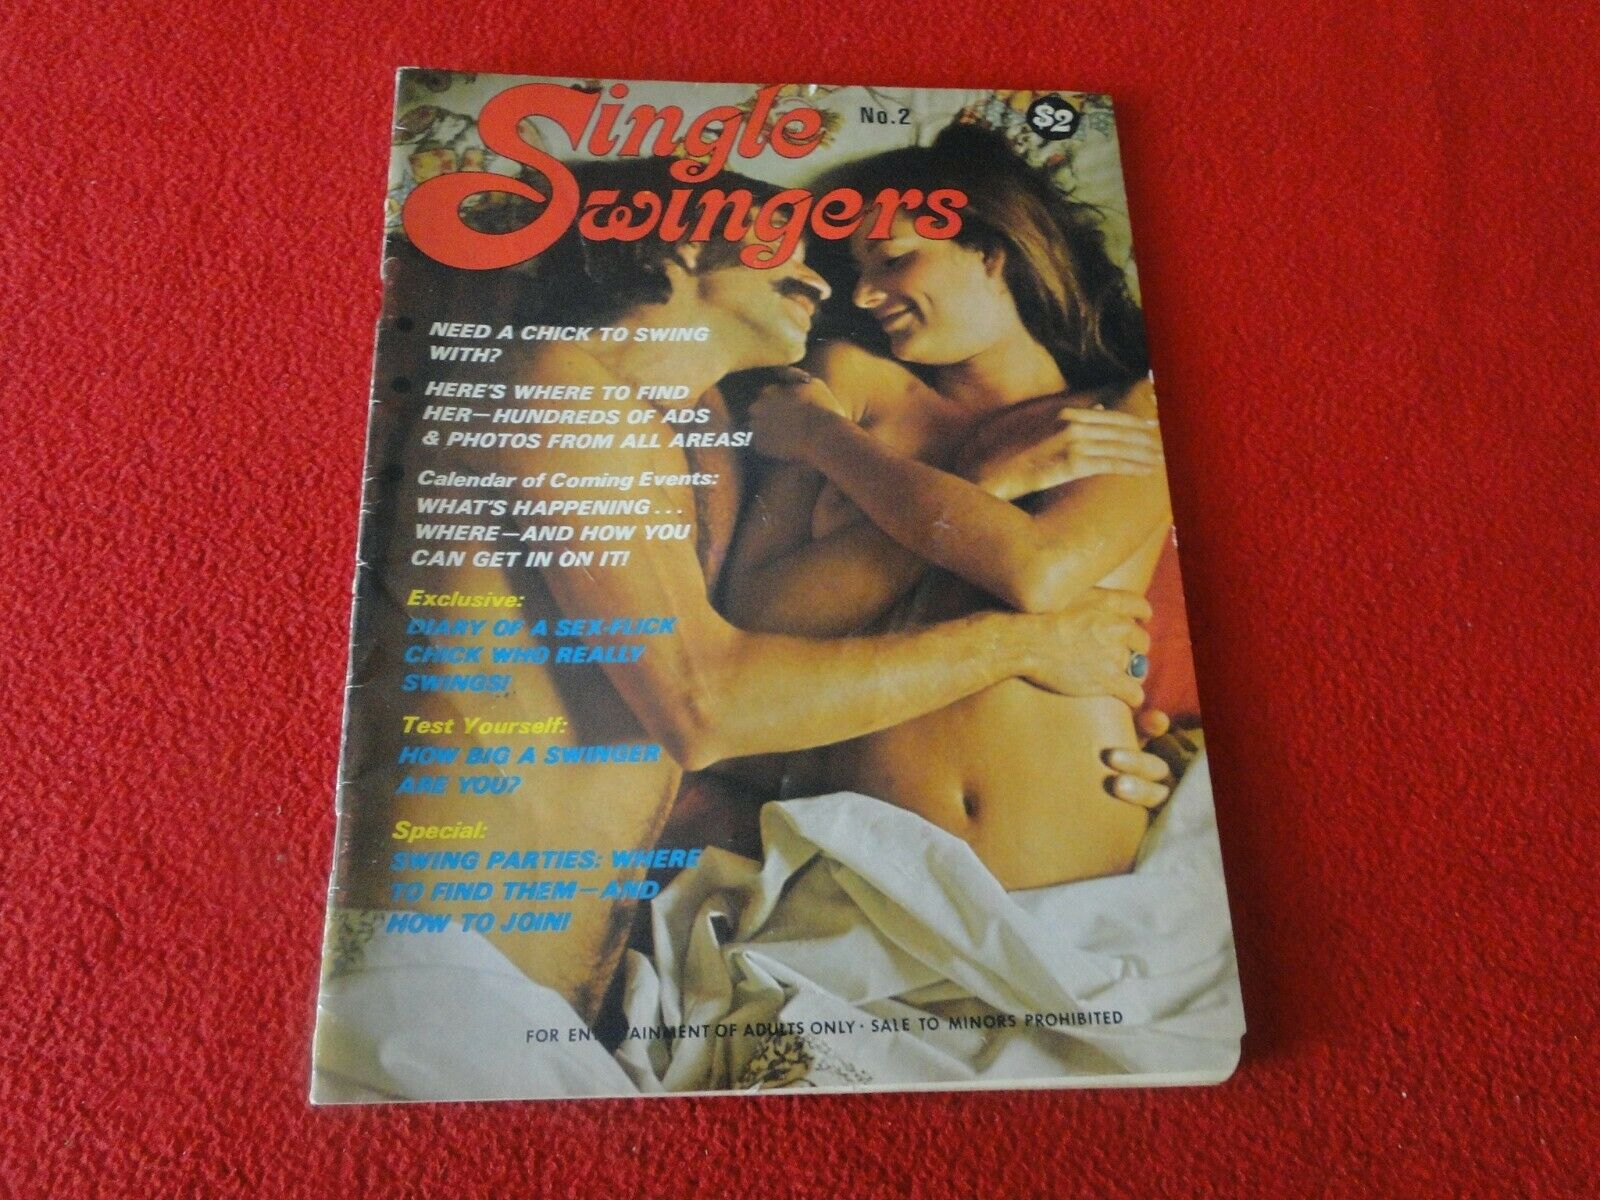 Single
Swingers
No.2
$2
NEED A CHICK TO SWING
WITH?
HERE'S WHERE TO FIND
HER—HUNDREDS OF ADS
& PHOTOS FROM ALL AREAS!
Calendar of Coming Events:
WHAT'S HAPPENING...
WHERE—AND HOW YOU
CAN GET IN ON IT!
Exclusive:
DIARY OF A SEX-FLICK
CHICK WHO REALLY
SWINGS!
Test Yourself:
HOW BIG A SWINGER
ARE YOU?
Special:
SWING PARTIES: WHERE
TO FIND THEM—AND
HOW TO JOIN!
FOR ENTERTAINMENT OF ADULTS ONLY · SALE TO MINORS PROHIBITED